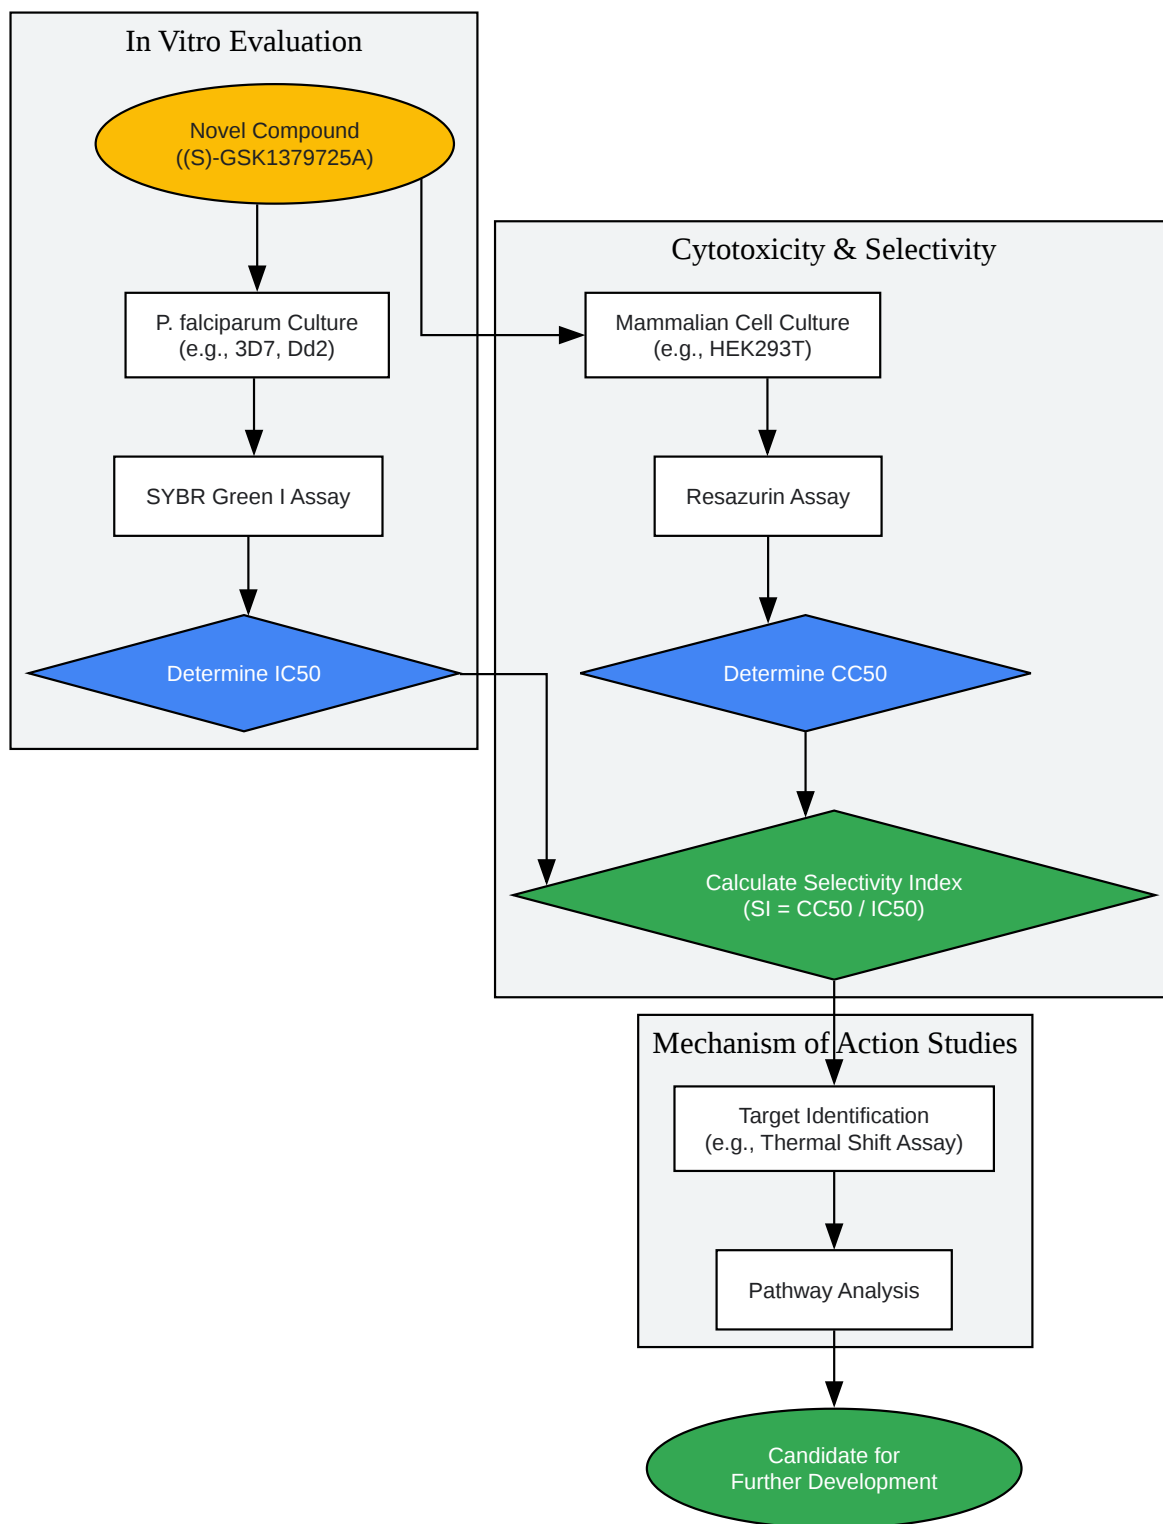 In Vitro Evaluation
Novel Compound
((S)-GSK1379725A)
P. falciparum Culture
(e.g., 3D7, Dd2)
SYBR Green I Assay
Determine IC50
Cytotoxicity & Selectivity
Mammalian Cell Culture
(e.g., HEK293T)
Resazurin Assay
Determine CC50
Calculate Selectivity Index
(SI = CC50 / IC50)
Mechanism of Action Studies
Target Identification
(e.g., Thermal Shift Assay)
Pathway Analysis
Candidate for
Further Development